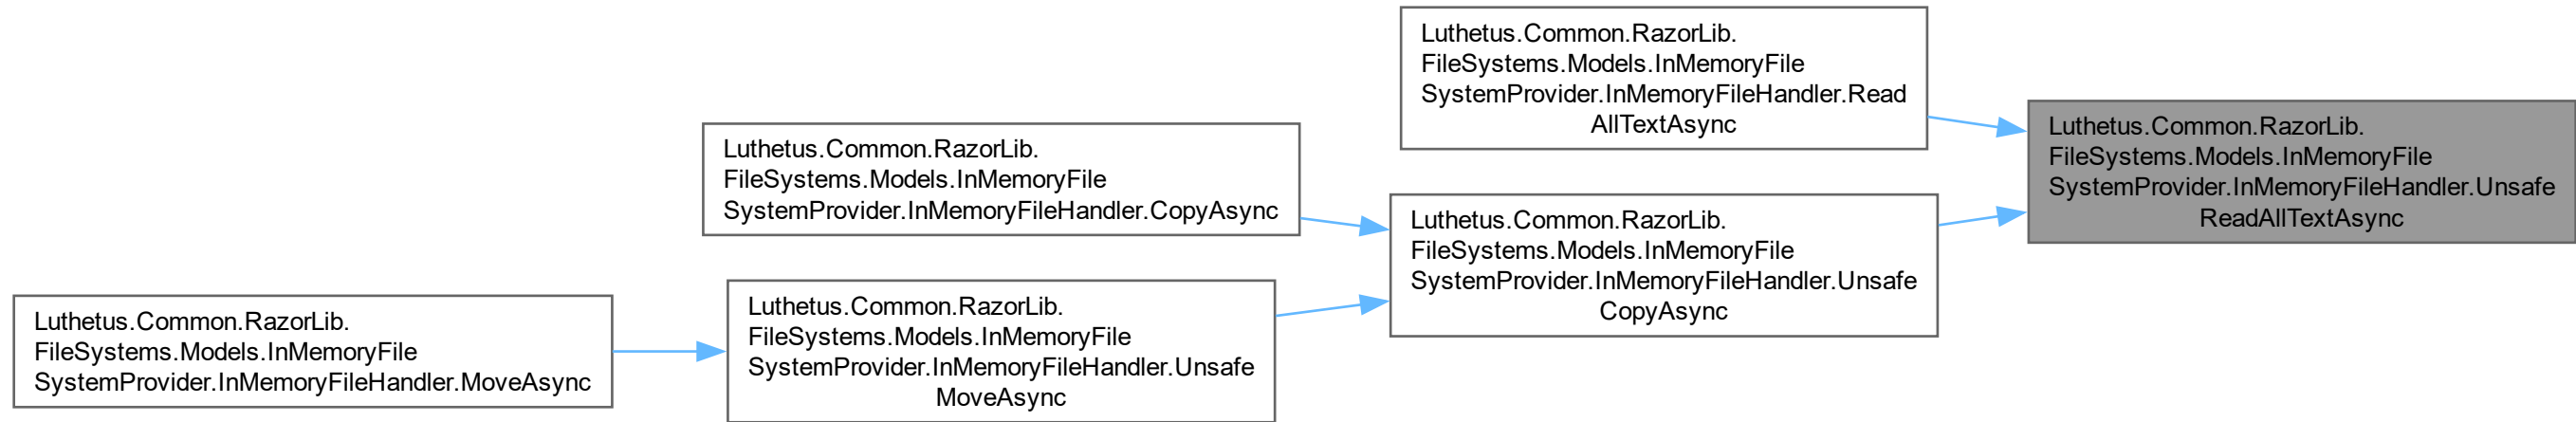 Luthetus.Common.RazorLib.
FileSystems.Models.InMemoryFile
SystemProvider.InMemoryFileHandler.MoveAsync
Luthetus.Common.RazorLib.
FileSystems.Models.InMemoryFile
SystemProvider.InMemoryFileHandler.CopyAsync
Luthetus.Common.RazorLib.
FileSystems.Models.InMemoryFile
SystemProvider.InMemoryFileHandler.Unsafe
MoveAsync
Luthetus.Common.RazorLib.
FileSystems.Models.InMemoryFile
SystemProvider.InMemoryFileHandler.Read
AllTextAsync
Luthetus.Common.RazorLib.
FileSystems.Models.InMemoryFile
SystemProvider.InMemoryFileHandler.Unsafe
CopyAsync
Luthetus.Common.RazorLib.
FileSystems.Models.InMemoryFile
SystemProvider.InMemoryFileHandler.Unsafe
ReadAllTextAsync